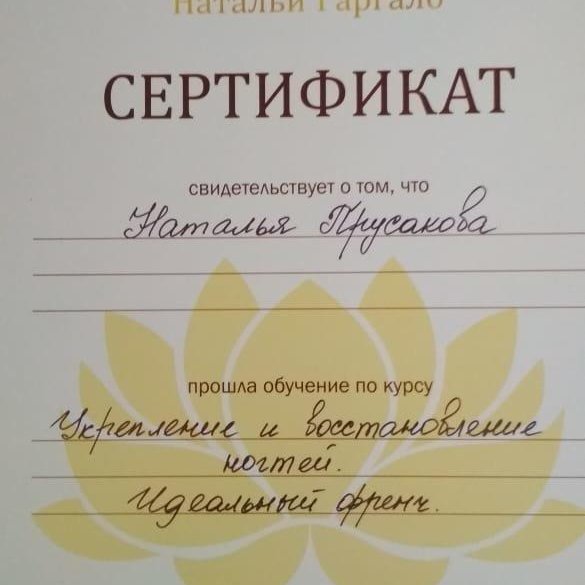 Натальи Гаргало
СЕРТИФИКАТ
свидетельствует о том, что
Наталья Прусакова
прошла обучение по курсу
Укрепление и восстановление
ногтей.
Идеальный френч.